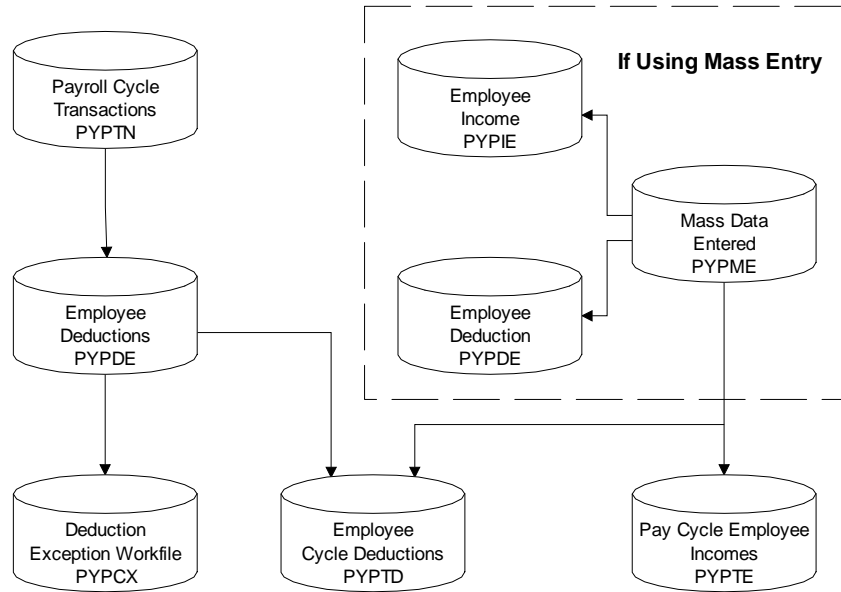 Payroll Cycle
Transactions
PYPTN
If Using Mass Entry
Employee
Income
PYPIE
Mass Data
Entered
PYPME
Employee
Deductions
PYPDE
Employee
Deduction
PYPDE
Deduction
Exception Workfile
PYPCX
Employee
Cycle Deductions
PYPTD
Pay Cycle Employee
Incomes
PYPTE